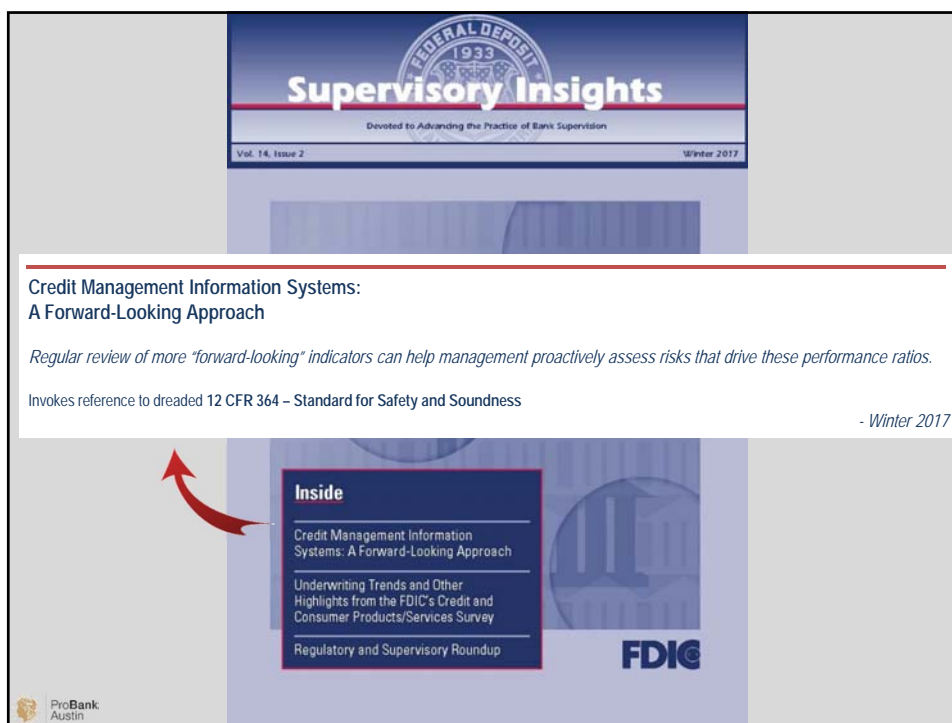 FEDERAL DEPOSIT
1933
Supervisory Insights
Devoted to Advancing the Practice of Bank Supervision
Vol. 14, Issue 2
Winter 2017
Credit Management Information Systems:
A Forward-Looking Approach
Regular review of more “forward-looking” indicators can help management proactively assess risks that drive these performance ratios.
Invokes reference to dreaded 12 CFR 364 – Standard for Safety and Soundness
- Winter 2017
Inside
Credit Management Information
Systems: A Forward-Looking Approach
Underwriting Trends and Other
Highlights from the FDIC's Credit and
Consumer Products/Services Survey
Regulatory and Supervisory Roundup
FDIC
ProBank
Austin